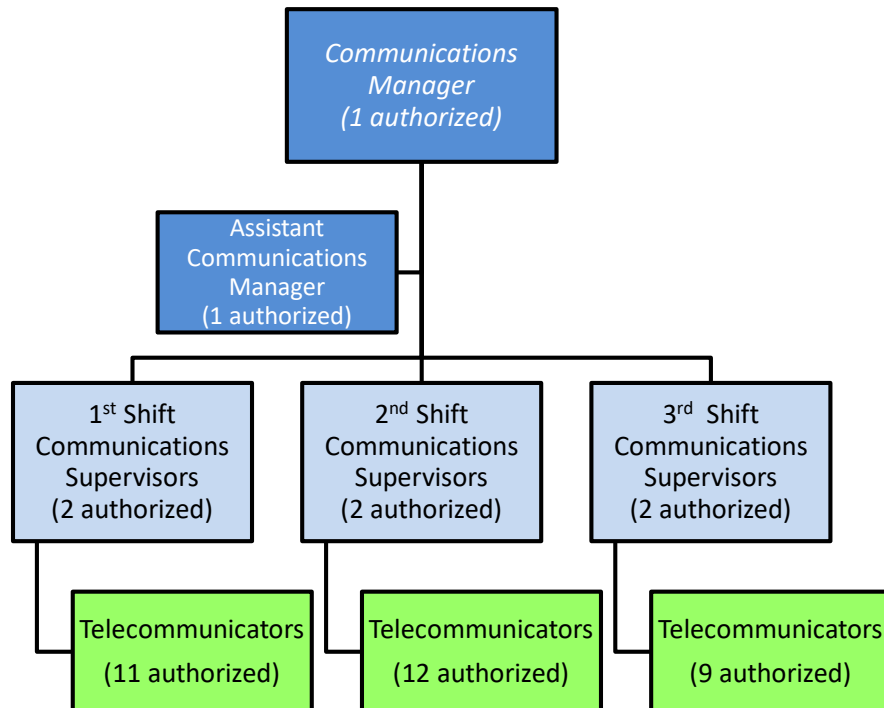 Communications
Manager
(1 authorized)
Assistant
Communications
Manager
(1 authorized)
1st Shift
Communications
Supervisors
(2 authorized)
2nd Shift
Communications
Supervisors
(2 authorized)
3rd Shift
Communications
Supervisors
(2 authorized)
Telecommunicators
(11 authorized)
Telecommunicators
(12 authorized)
Telecommunicators
(9 authorized)